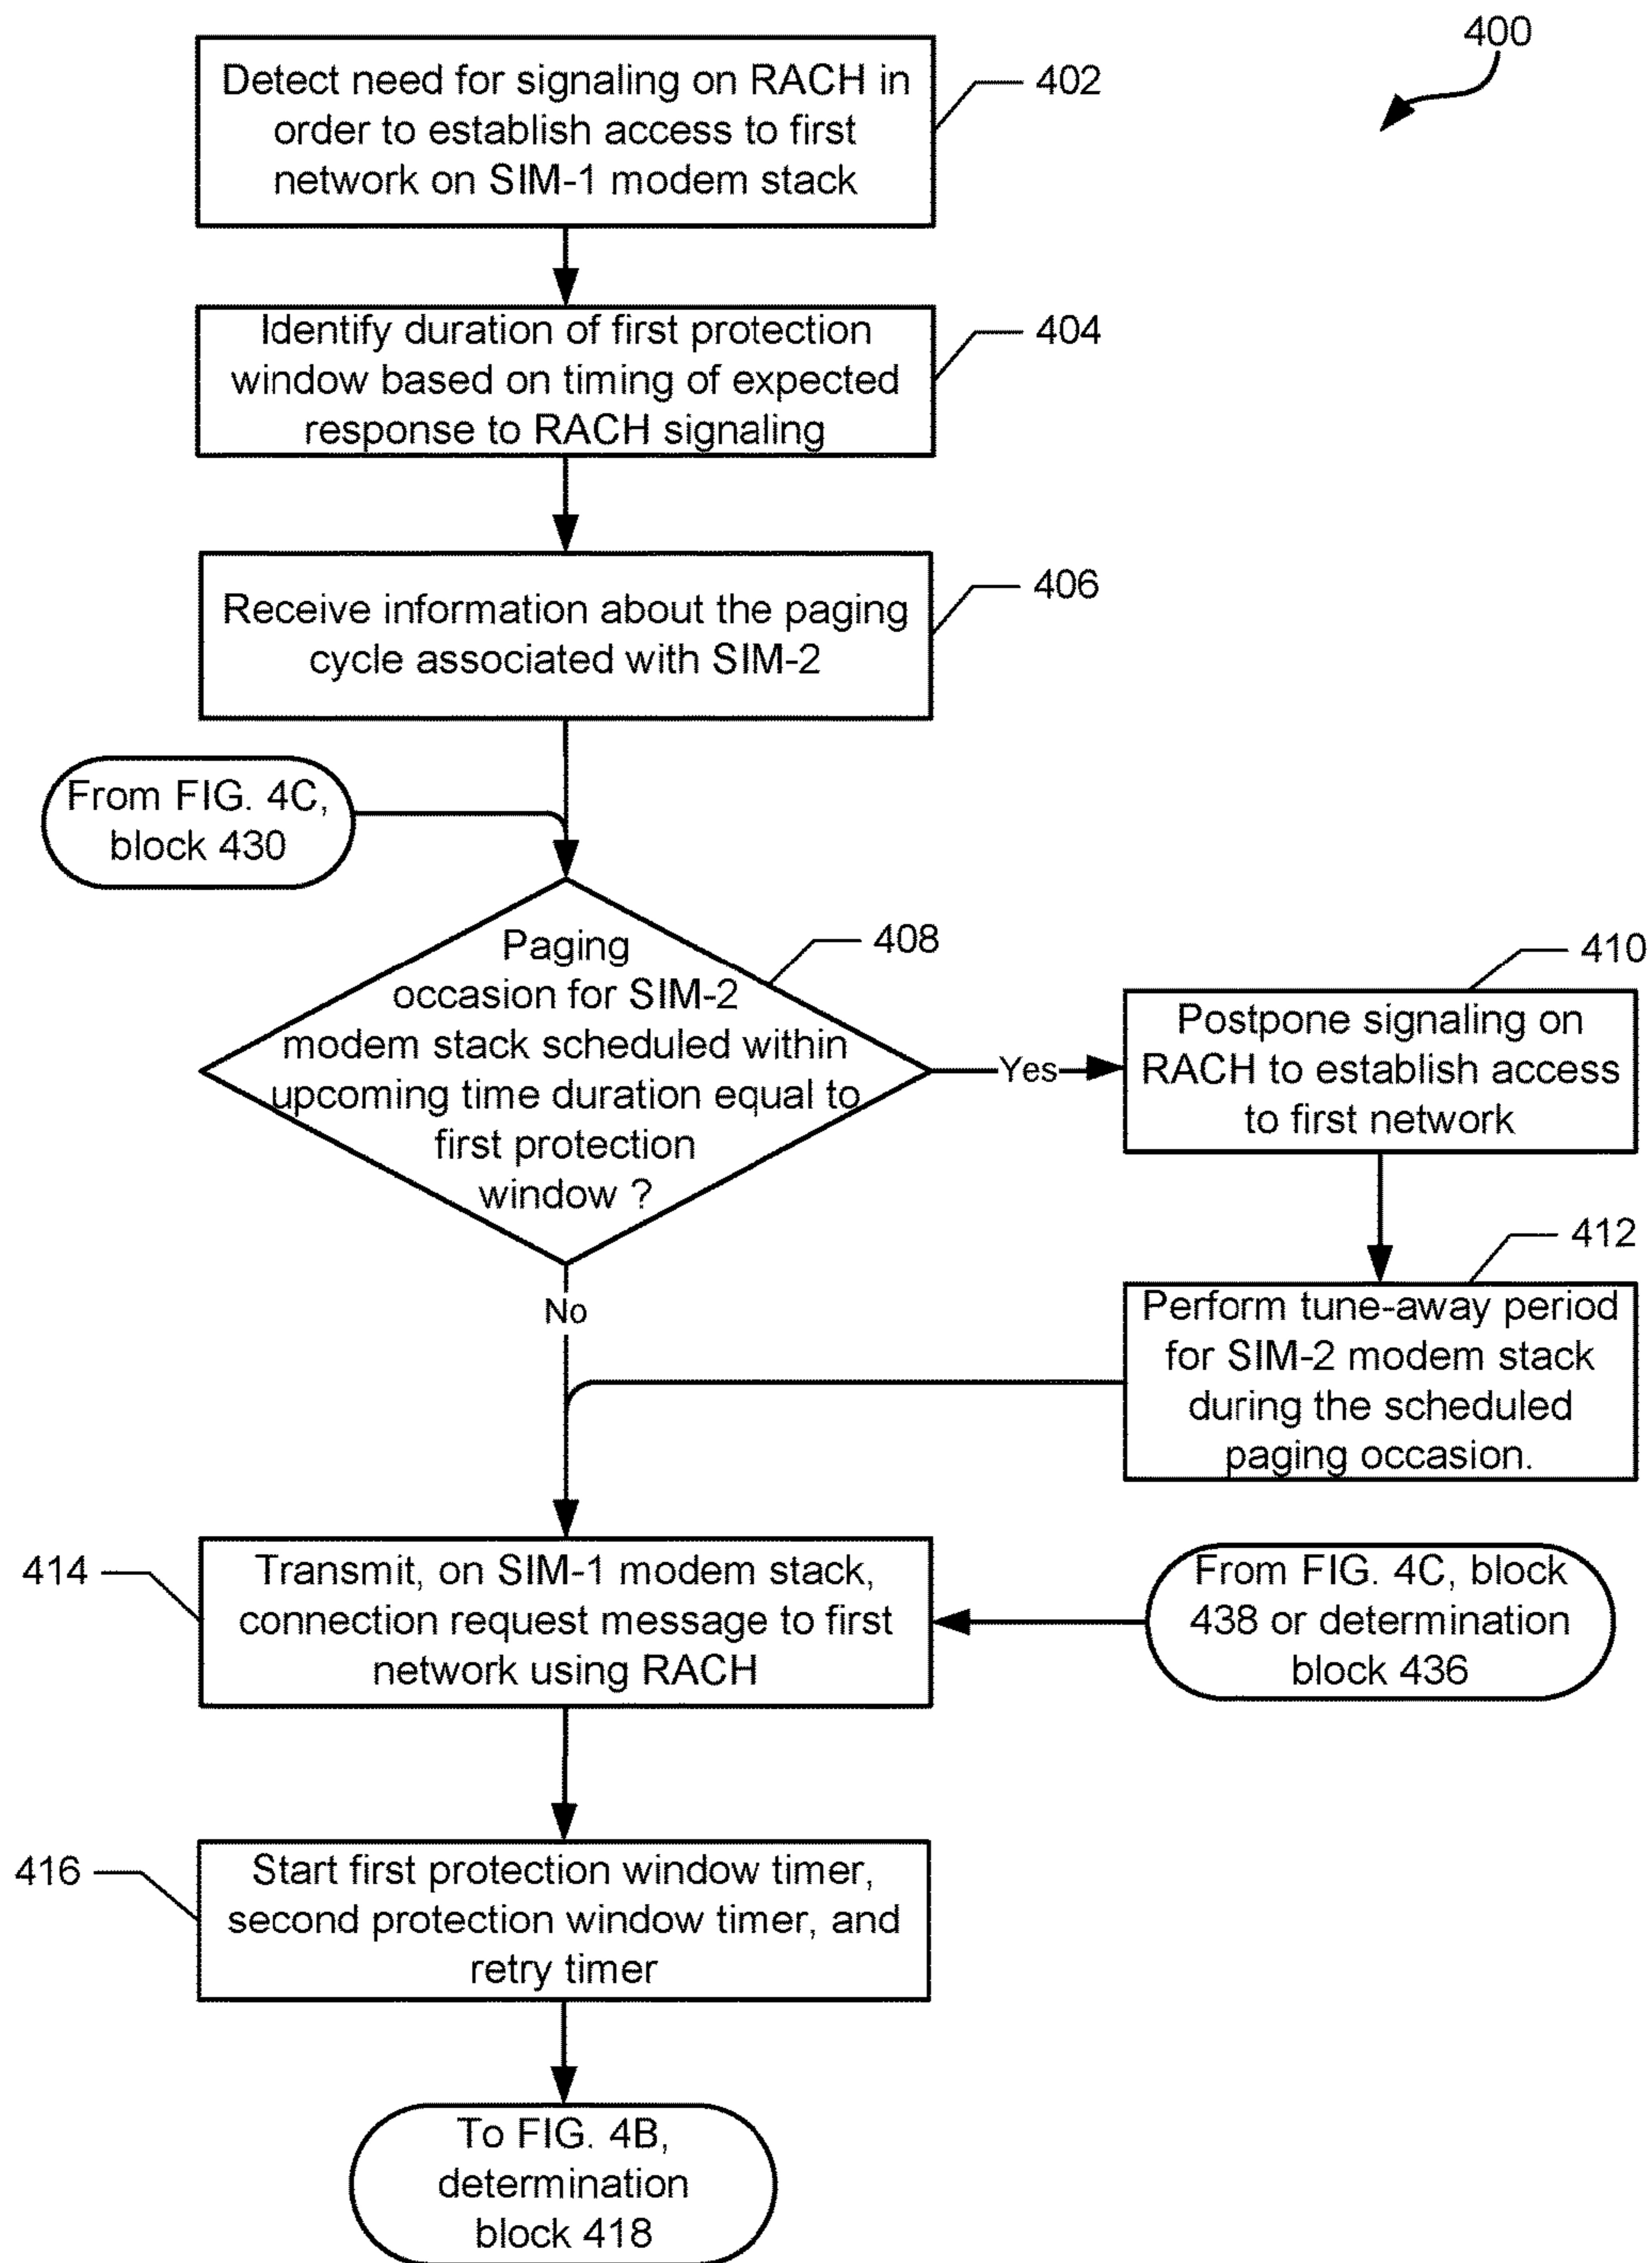 400
Detect need for signaling on RACH in
order to establish access to first
network on SIM-1 modem stack
402
Identify duration of first protection
window based on timing of expected
response to RACH signaling
404
Receive information about the paging
cycle associated with SIM-2
406
From FIG. 4C,
block 430
Paging
occasion for SIM-2
modem stack scheduled within
upcoming time duration equal to
first protection
window ?
408
Yes
No
410
Postpone signaling on
RACH to establish access
to first network
412
Perform tune-away period
for SIM-2 modem stack
during the scheduled
paging occasion.
414
Transmit, on SIM-1 modem stack,
connection request message to first
network using RACH
From FIG. 4C, block
438 or determination
block 436
416
Start first protection window timer,
second protection window timer, and
retry timer
To FIG. 4B,
determination
block 418